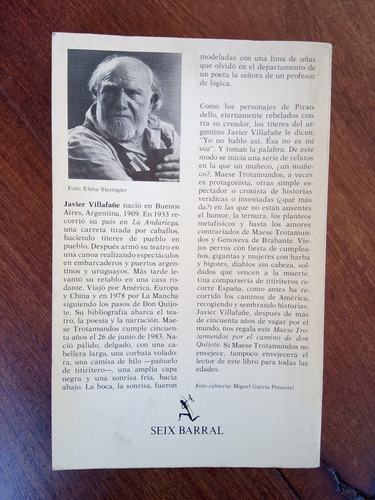 Foto: Elena Slezingier
Javier Villafañe nació en Buenos
Aires, Argentina, 1909. En 1933 re-
corrió su país en La Andariega,
una carreta tirada por caballos,
haciendo títeres de pueblo en
pueblo. Después armó su teatro en
una canoa realizando espectáculos
en embarcaderos y puertos argen-
tinos y uruguayos. Más tarde le-
vantó su retablo en una casa ro-
dante. Viajó por América, Europa
y China y en 1978 por La Mancha
siguiendo los pasos de Don Qui-
jote. Su bibliografía abarca el tea-
tro, la poesía y la narración. Mae-
se Trotamundos cumple cincuen-
ta años el 26 de junio de 1983. Na-
ció pálido, delgado, con una ca-
bellera larga, una corbata volado-
ra, una camisa de hilo —pañuelo
de titiritero—, una amplia capa
negra y una sonrisa fría, hacia
abajo. La boca, la sonrisa, fueron
modeladas con una lima de uñas
que olvidó en el departamento de
un poeta la señora de un profesor
de lógica.
Como los personajes de Piran-
dello, eternamente rebelados contra
su creador, los títeres del ar-
gentino Javier Villafañe le dicen:
"Yo no hablo así. Ésa no es mi
voz". Y toman la palabra. De este
modo se inicia una serie de relatos
en la que un muñeco, ¿un muñe-
co?, Maese Trotamundos, a veces
es protagonista, otras simple es-
pectador o cronista de historias
verídicas o inventadas (¿qué más
da?) en las que no están ausentes
el humor, la ternura, los planteos
metafísicos y hasta los amores
contrariados de Maese Trotamun-
dos y Genoveva de Brabante. Vie-
jos perros con fiesta de cumplea-
ños, gigantas y mujeres con barba
y bigotes, diablos sin cabeza, sol-
dados que vencen a la muerte.
Una compañería de titiriteros re-
corre España, como antes ha re-
corrido los caminos de América,
recogiendo y sembrando historias.
Javier Villafañe, después de más
de cincuenta años de vagar por el
mundo, nos regala este Maese Tro-
tamundos por el camino de don
Quijote. Si Maese Trotamundos no
envejece, tampoco envejecerá el
lector de este libro para todas las
edades.
Foto cubierta: Miguel García Pimentel
SEIX BARRAL